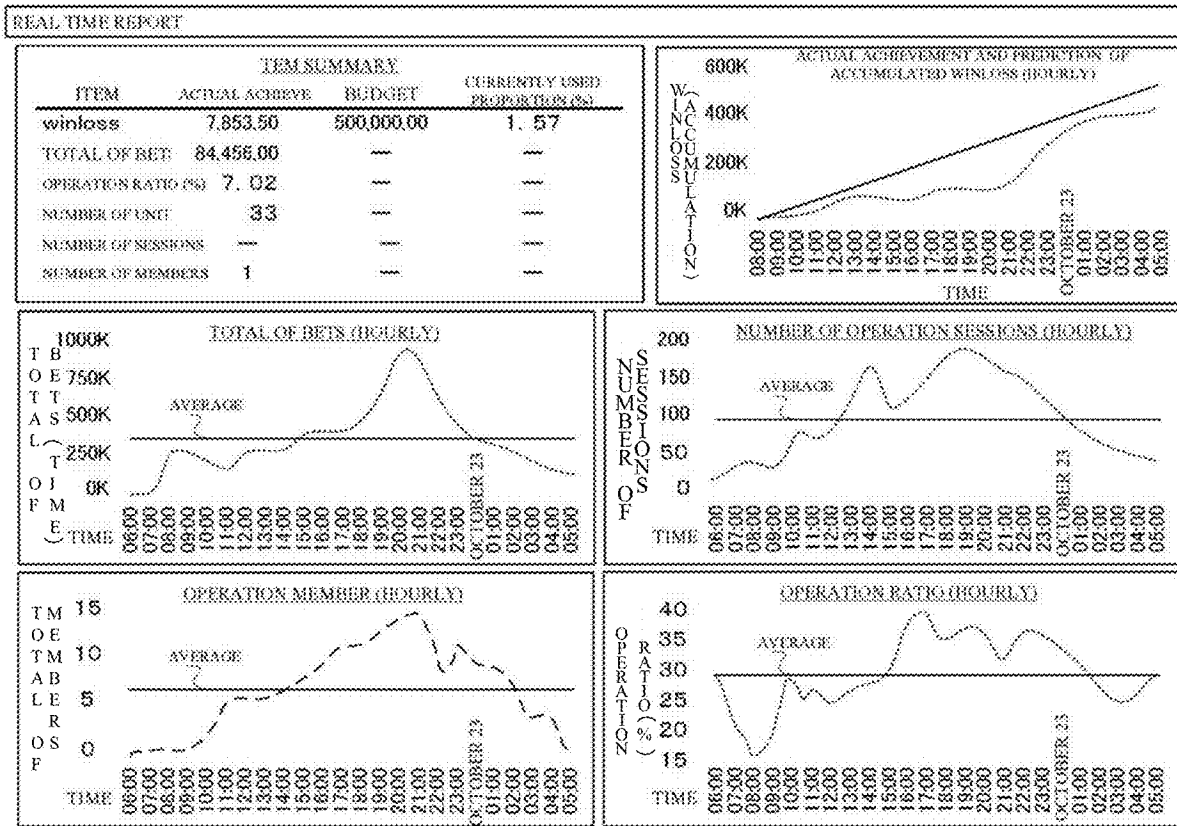 REAL TIME REPORT
TEM SUMMARY
ITEM ACTUAL ACHIEVE BUDGET CURRENTLY USED PROPORTION (%)
winloss 7,853.50 500,000.00 1.57
TOTAL OF BET 84,456.00 — —
OPERATION RATIO (%) 7.02 — —
NUMBER OF UNIT 33 — —
NUMBER OF SESSIONS — — —
NUMBER OF MEMBERS 1 — —
ACTUAL ACHIEVEMENT AND PREDICTION OF
ACCUMULATED WINLOSS (HOURLY)
WINLOSS
(ACCUMULATION)
600K
400K
200K
0K
08:00 09:00 10:00 11:00 12:00 13:00 14:00 15:00 16:00 17:00 18:00 19:00 20:00 21:00 22:00 23:00 OCTOBER 23 01:00 02:00 03:00 04:00 05:00
TIME
TOTAL OF BETS (HOURLY)
TOTAL OF
BETS (TIME)
1000K
750K
500K
250K
0K
AVERAGE
TIME
06:00 07:00 08:00 09:00 10:00 11:00 12:00 13:00 14:00 15:00 16:00 17:00 18:00 19:00 20:00 21:00 22:00 23:00 OCTOBER 23 01:00 02:00 03:00 04:00 05:00
NUMBER OF OPERATION SESSIONS (HOURLY)
NUMBER OF
SESSIONS
200
150
100
50
0
AVERAGE
TIME
06:00 07:00 08:00 09:00 10:00 11:00 12:00 13:00 14:00 15:00 16:00 17:00 18:00 19:00 20:00 21:00 22:00 23:00 OCTOBER 23 01:00 02:00 03:00 04:00 05:00
OPERATION MEMBER (HOURLY)
TOTAL OF
MEMBERS
15
10
5
0
AVERAGE
TIME
06:00 07:00 08:00 09:00 10:00 11:00 12:00 13:00 14:00 15:00 16:00 17:00 18:00 19:00 20:00 21:00 22:00 23:00 OCTOBER 23 01:00 02:00 03:00 04:00 05:00
OPERATION RATIO (HOURLY)
OPERATION
RATIO (%)
40
35
30
25
20
15
AVERAGE
TIME
06:00 07:00 08:00 09:00 10:00 11:00 12:00 13:00 14:00 15:00 16:00 17:00 18:00 19:00 20:00 21:00 22:00 23:00 OCTOBER 23 01:00 02:00 03:00 04:00 05:00